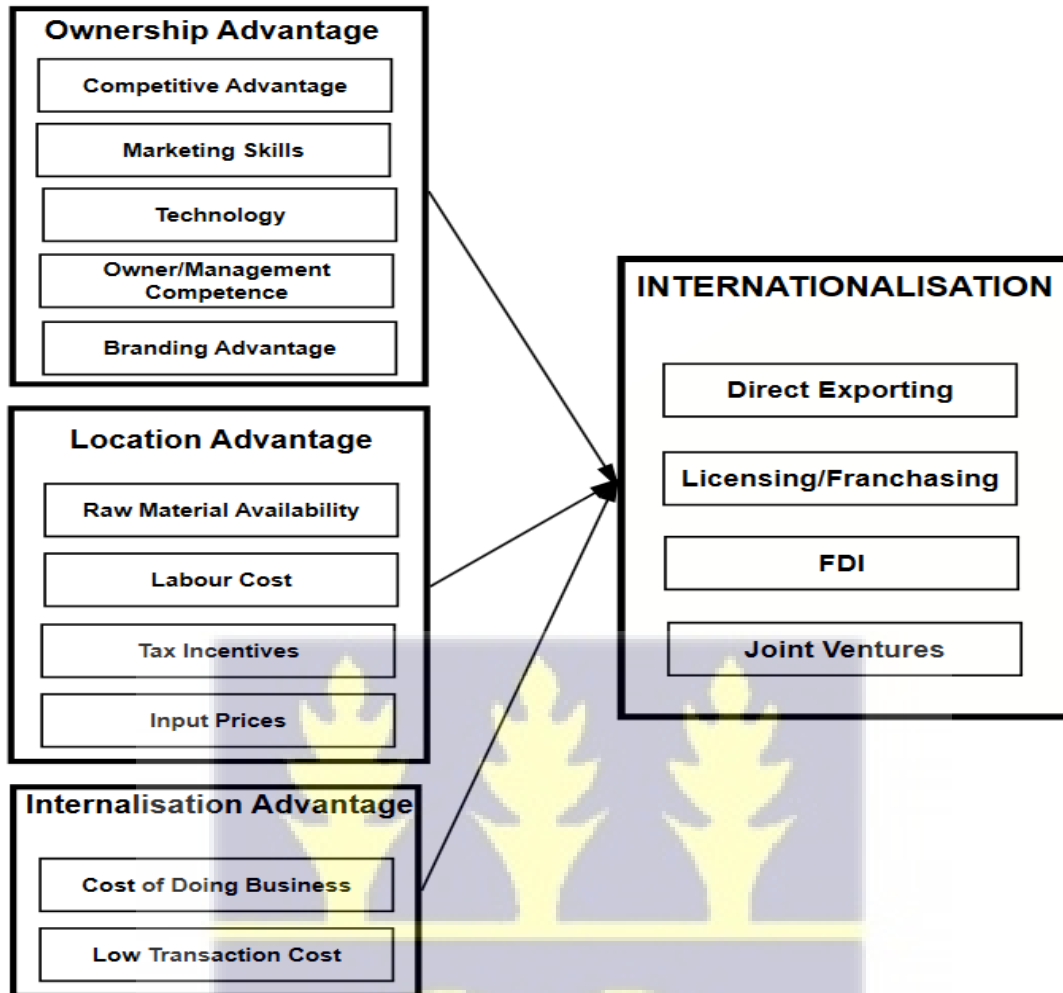 Ownership Advantage
Competitive Advantage
Marketing Skills
Technology
Owner/Management
Competence
Branding Advantage
Location Advantage
Raw Material Availability
Labour Cost
Tax Incentives
Input Prices
Internalisation Advantage
Cost of Doing Business
Low Transaction Cost
INTERNATIONALISATION
Direct Exporting
Licensing/Franchasing
FDI
Joint Ventures